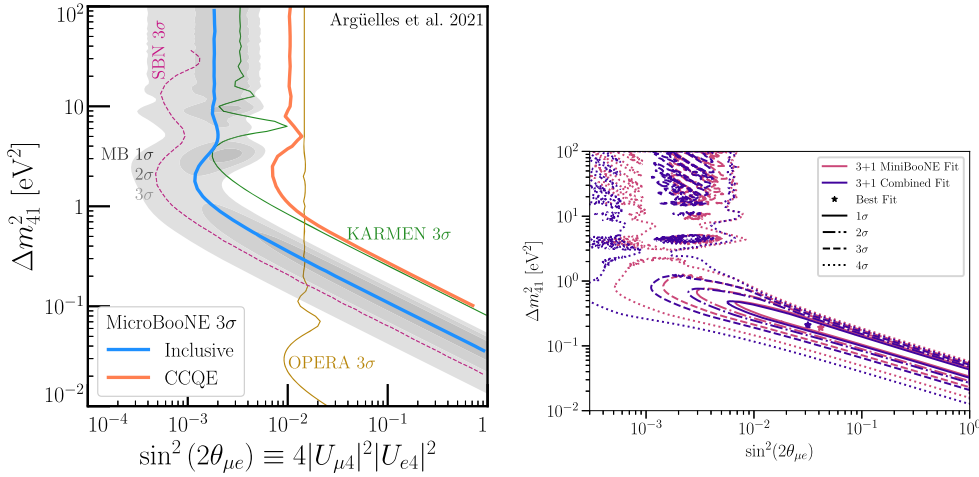 Argüelles et al. 2021
SBN 3σ
MB 1σ
2σ
3σ
KARMEN 3σ
OPERA 3σ
MicroBooNE 3σ
Inclusive
CCQE
10²
10
1
10⁻¹
10⁻²
Δm²₄₁ [eV²]
10⁻⁴
10⁻³
10⁻²
10⁻¹
1
sin² (2θμe) ≡ 4|Uμ4|²|Ue4|²
3+1 MiniBooNE Fit
3+1 Combined Fit
Best Fit
1σ
2σ
3σ
4σ
10²
10¹
10⁰
10⁻¹
10⁻²
Δm²₄₁ [eV²]
10⁻³
10⁻²
10⁻¹
10⁰
sin²(2θμe)